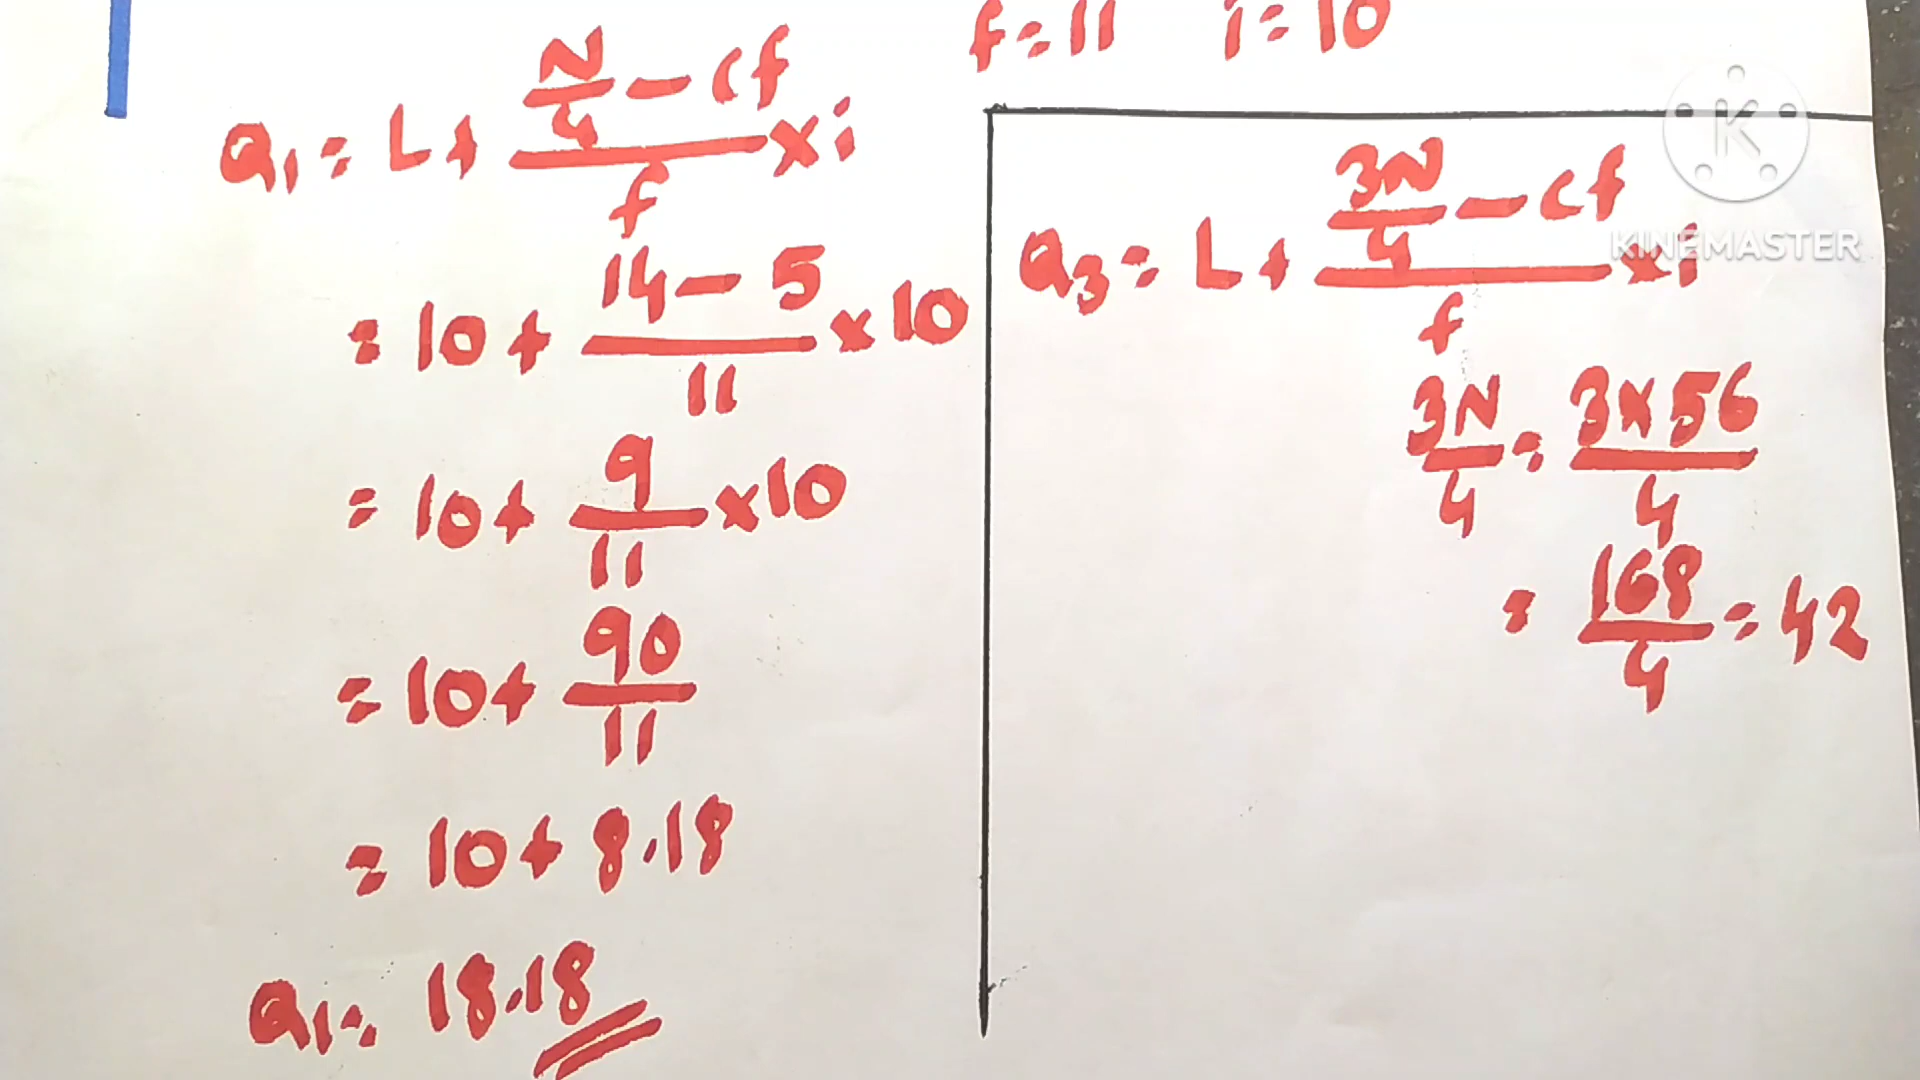 f = 11 i = 10
Q₁ = L + (N/4 - cf)/f × i
= 10 + (14 - 5)/11 × 10
= 10 + 9/11 × 10
= 10 + 90/11
= 10 + 8.18
Q₁ = 18.18
Q₃ = L + (3N/4 - cf)/f × i
3N/4 = (3 × 56)/4
= 168/4 = 42
K
KINEMASTER